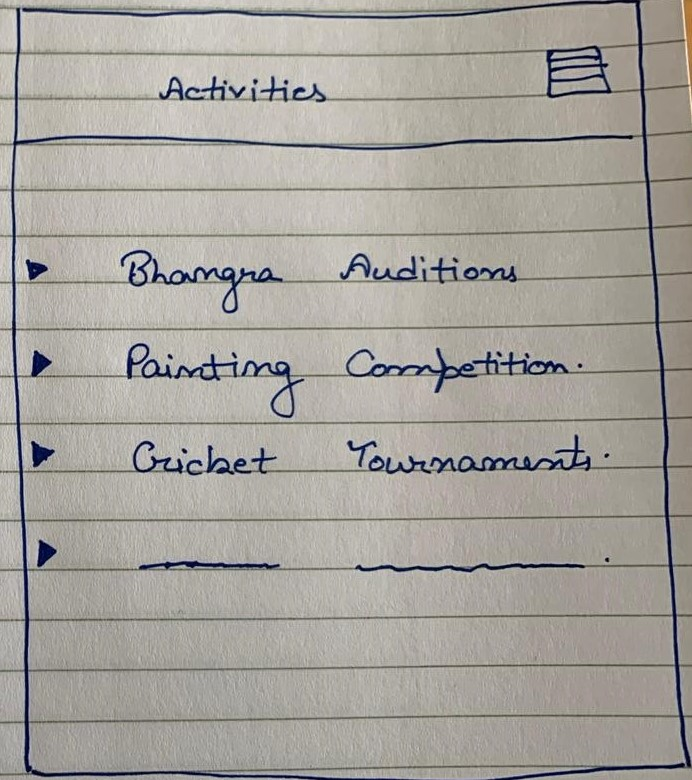 Activities
Bhangra Auditions
Painting Competition.
Cricket Tournaments.